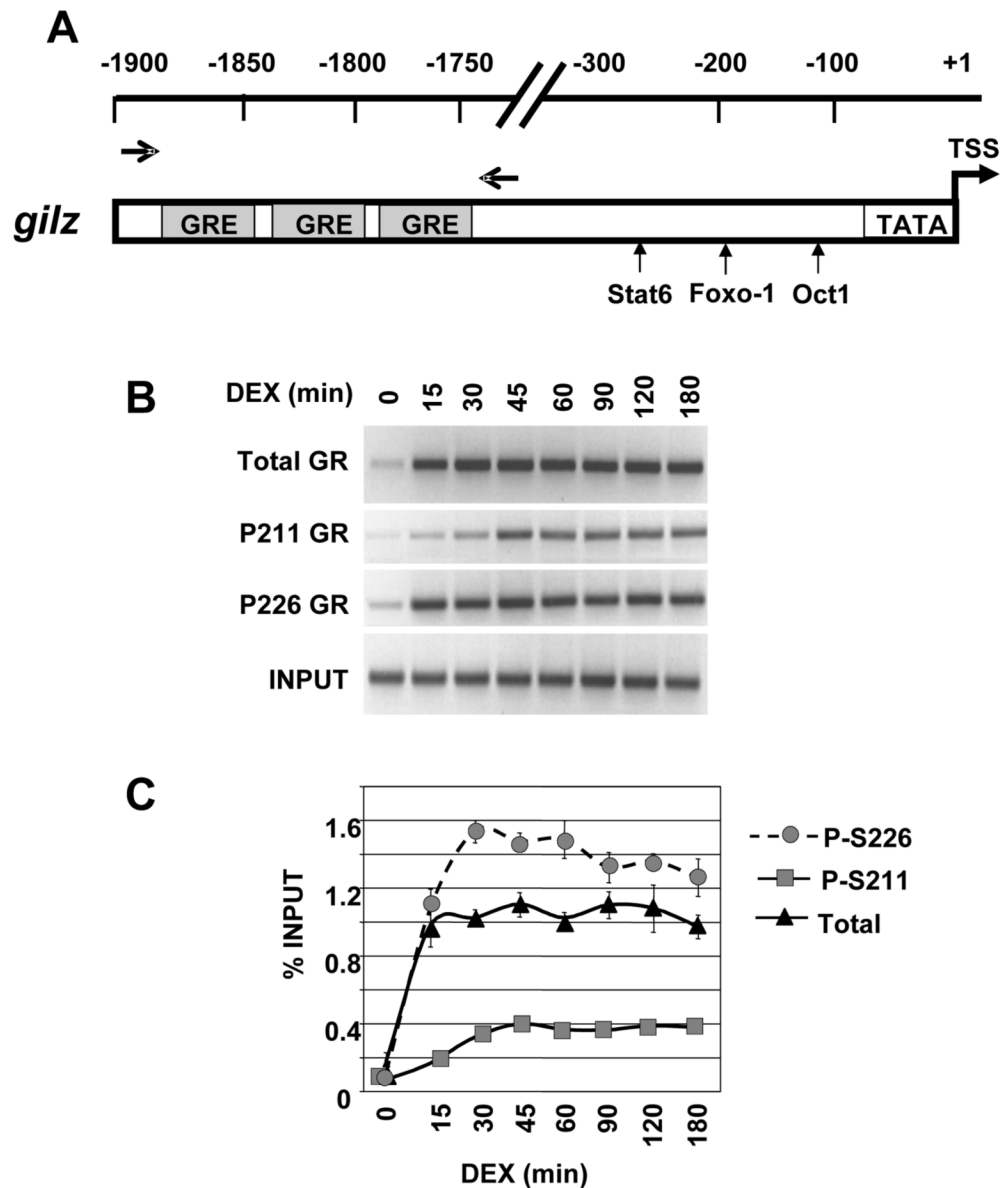 A
-1900 -1850 -1800 -1750 -300 -200 -100 +1
TSS
gilz GRE GRE GRE TATA
Stat6 Foxo-1 Oct1
B
DEX (min) 0 15 30 45 60 90 120 180
Total GR
P211 GR
P226 GR
INPUT
C
1.6
1.2
0.8
0.4
0
% INPUT
0 15 30 45 60 90 120 180
DEX (min)
P-S226
P-S211
Total